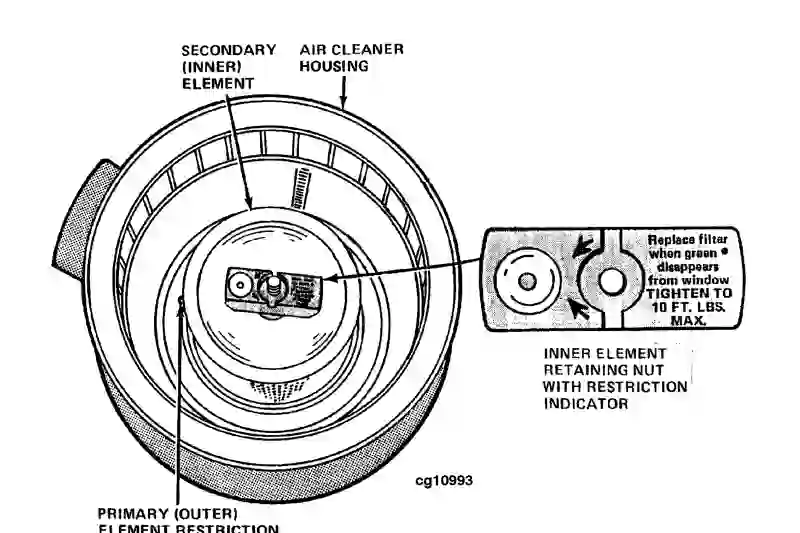 SECONDARY
(INNER)
ELEMENT
AIR CLEANER
HOUSING
Replace filter
when green
disappears
from window
TIGHTEN TO
10 FT. LBS.
MAX.
INNER ELEMENT
RETAINING NUT
WITH RESTRICTION
INDICATOR
cg10993
PRIMARY (OUTER)
ELEMENT RESTRICTION